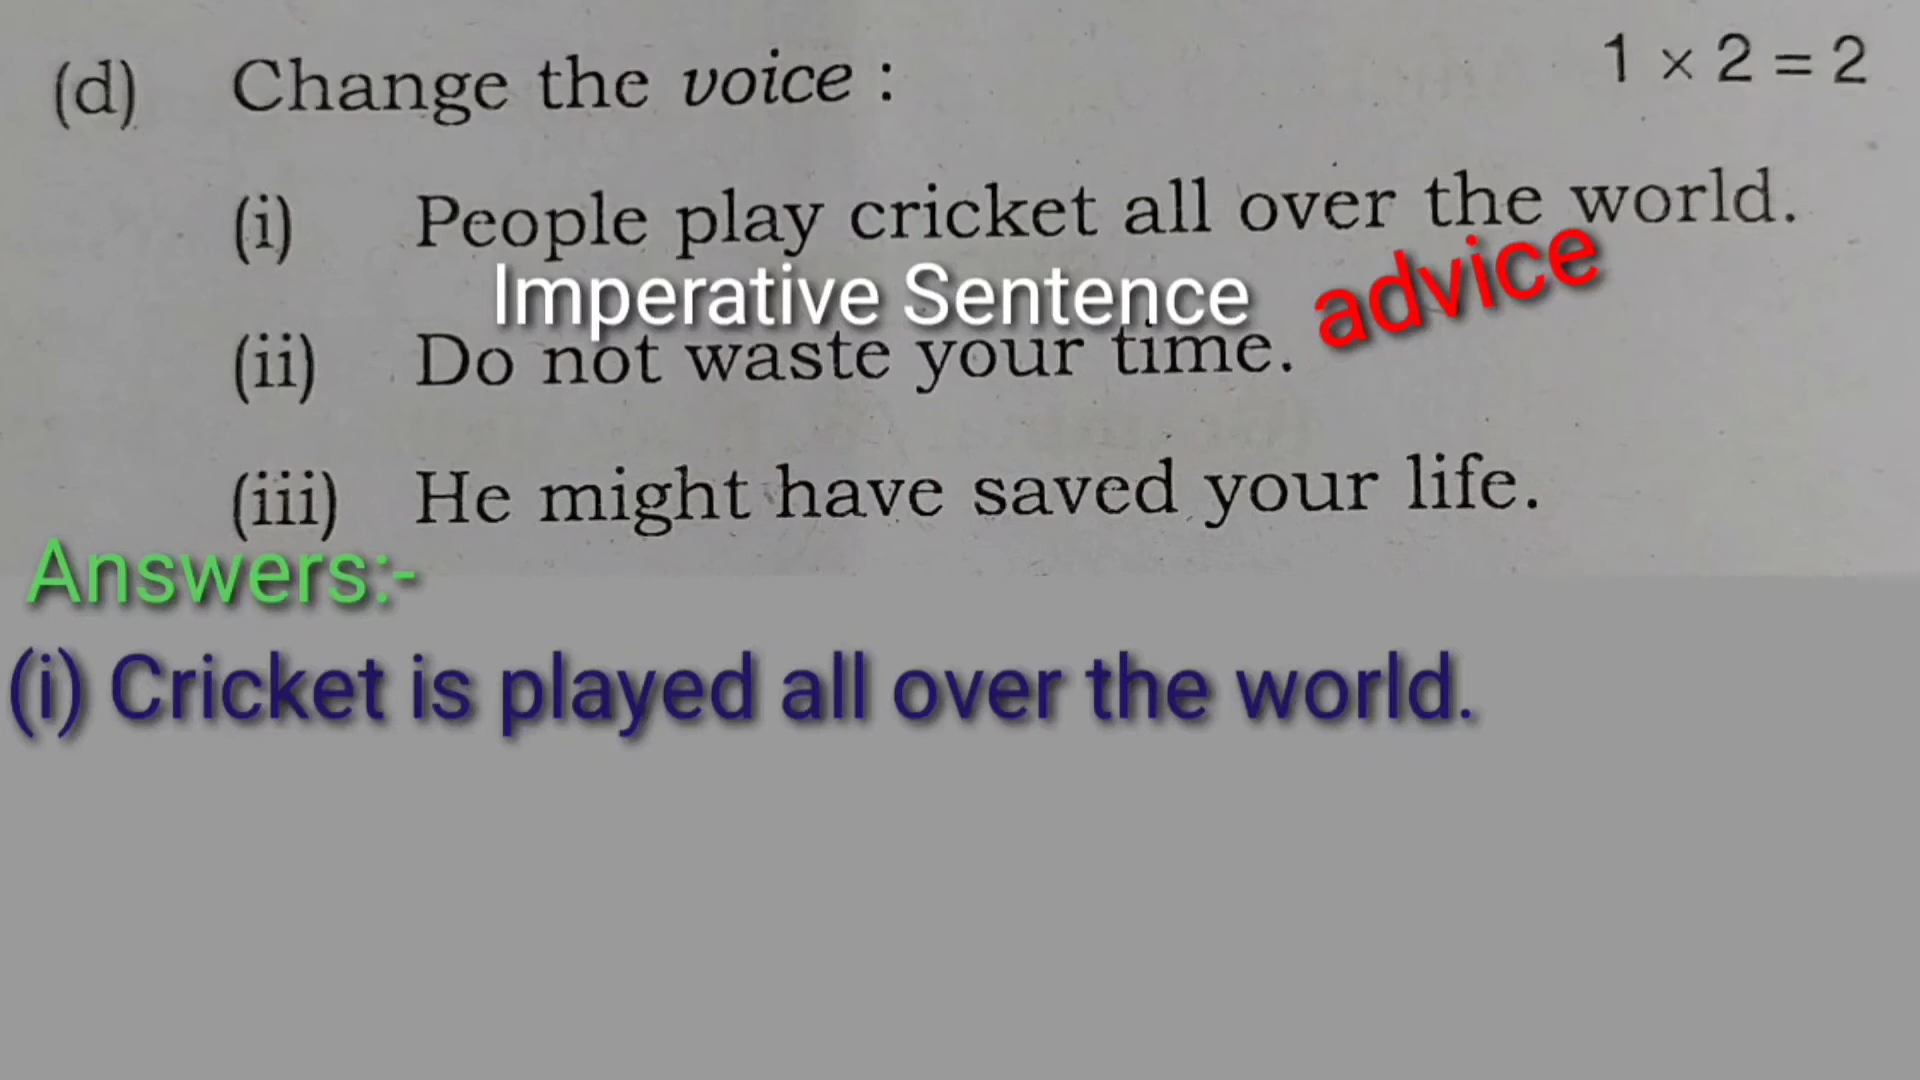 (d) Change the voice : 1 × 2 = 2
(i) People play cricket all over the world.
Imperative Sentence advice
(ii) Do not waste your time.
(iii) He might have saved your life.
Answers:-
(i) Cricket is played all over the world.